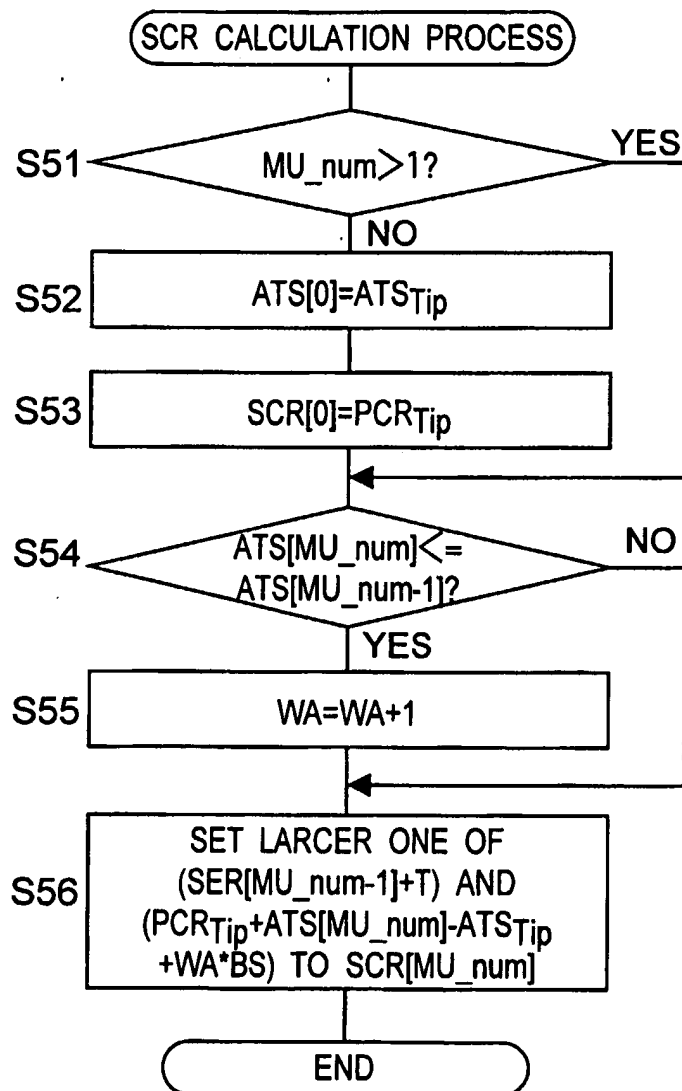 SCR CALCULATION PROCESS
S51
MU_num>1?
YES
NO
S52
ATS[0]=ATSTip
S53
SCR[0]=PCRTip
S54
ATS[MU_num]<=
ATS[MU_num-1]?
NO
YES
S55
WA=WA+1
S56
SET LARCER ONE OF
(SER[MU_num-1]+T) AND
(PCRTip+ATS[MU_num]-ATSTip
+WA*BS) TO SCR[MU_num]
END